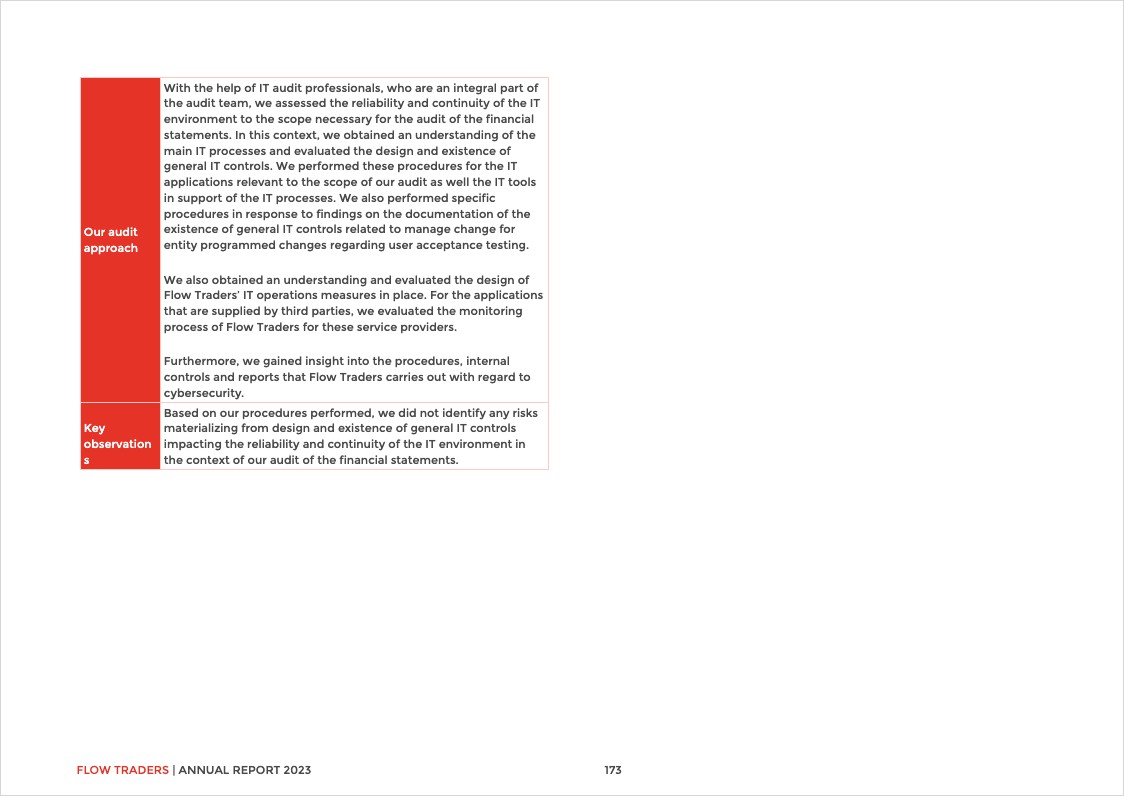 Our audit
approach
With the help of IT audit professionals, who are an integral part of
the audit team, we assessed the reliability and continuity of the IT
environment to the scope necessary for the audit of the financial
statements. In this context, we obtained an understanding of the
main IT processes and evaluated the design and existence of
general IT controls. We performed these procedures for the IT
applications relevant to the scope of our audit as well the IT tools
in support of the IT processes. We also performed specific
procedures in response to findings on the documentation of the
existence of general IT controls related to manage change for
entity programmed changes regarding user acceptance testing.
We also obtained an understanding and evaluated the design of
Flow Traders' IT operations measures in place. For the applications
that are supplied by third parties, we evaluated the monitoring
process of Flow Traders for these service providers.
Furthermore, we gained insight into the procedures, internal
controls and reports that Flow Traders carries out with regard to
cybersecurity.
Key
observation
s
Based on our procedures performed, we did not identify any risks
materializing from design and existence of general IT controls
impacting the reliability and continuity of the IT environment in
the context of our audit of the financial statements.
FLOW TRADERS | ANNUAL REPORT 2023
173